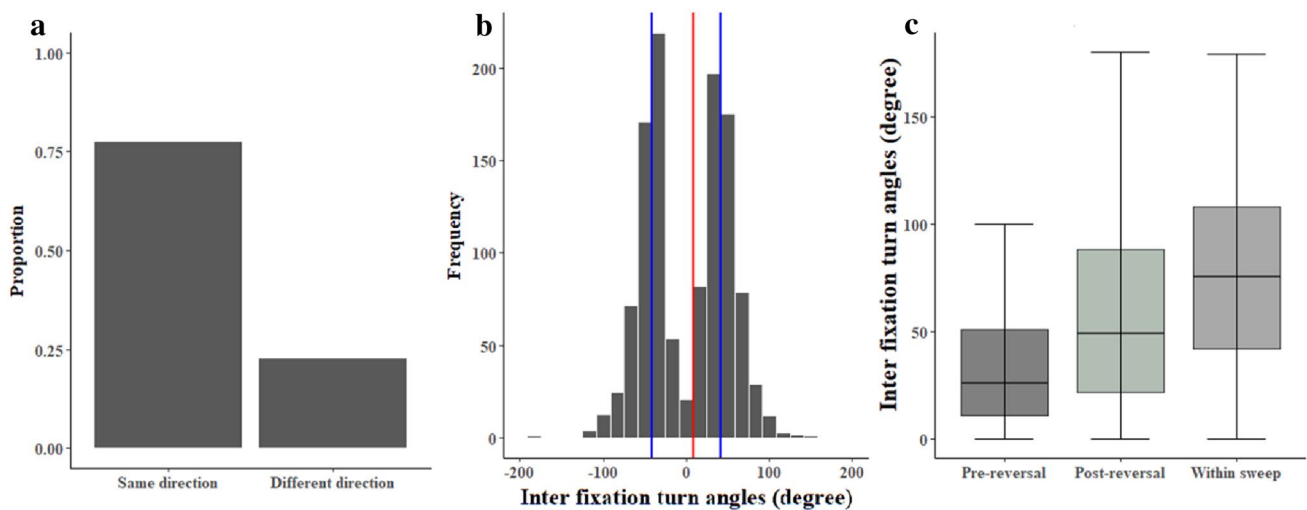 a
1.00
0.75
0.50
0.25
0.00
Proportion
Same direction
Different direction
b
200
150
100
50
0
Frequency
-200
-100
0
100
200
Inter fixation turn angles (degree)
c
150
100
50
0
Inter fixation turn angles (degree)
Pre-reversal
Post-reversal
Within sweep